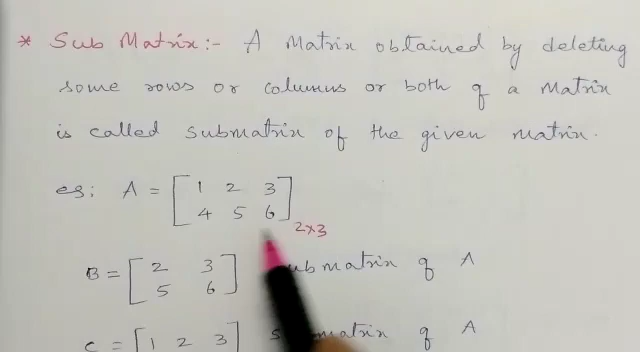 * Sub Matrix:- A Matrix obtained by deleting
some rows or columns or both of a Matrix
is called submatrix of the given matrix.
eg: A = [ 1 2 3
4 5 6 ] 2×3
B = [ 2 3
5 6 ] submatrix of A
C = [ 1 2 3 ] submatrix of A